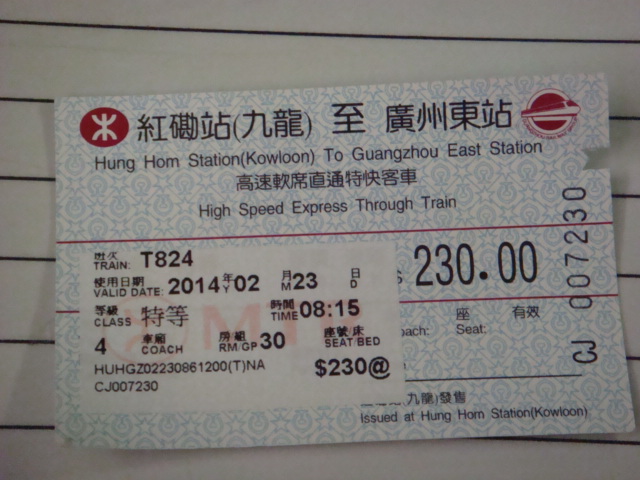 紅磡站(九龍) 至 廣州東站
Hung Hom Station(Kowloon) To Guangzhou East Station
高速軟席直通特快客車
High Speed Express Through Train
TRAIN: T824
使用日期 2014年02 月23 日
VALID DATE: Y M D
230.00
等級 特等 時間 08:15
CLASS TIME
座 有效
Seat:
4 車廂 房/組 30 座號/床
COACH RM/GP SEAT/BED
HUHGZ02230861200(T)NA $230@
CJ007230
九龍)發售
Issued at Hung Hom Station(Kowloon)
CJ 007230